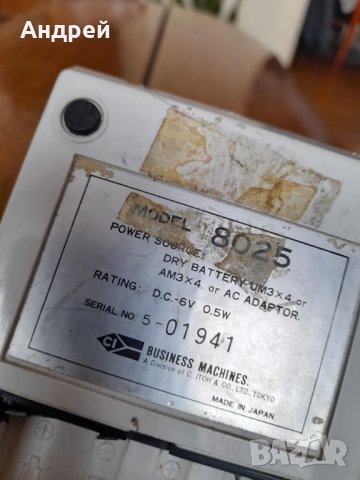 Андрей
MODEL 8025
POWER SOURCE:
DRY BATTERY UM3×4 or
AM3×4. or AC ADAPTOR.
RATING: D.C.-6V 0.5W
SERIAL NO. 5-01941
CI BUSINESS MACHINES.
A Division of C. ITOH & CO. LTD., TOKYO
MADE IN JAPAN.
BAZAR